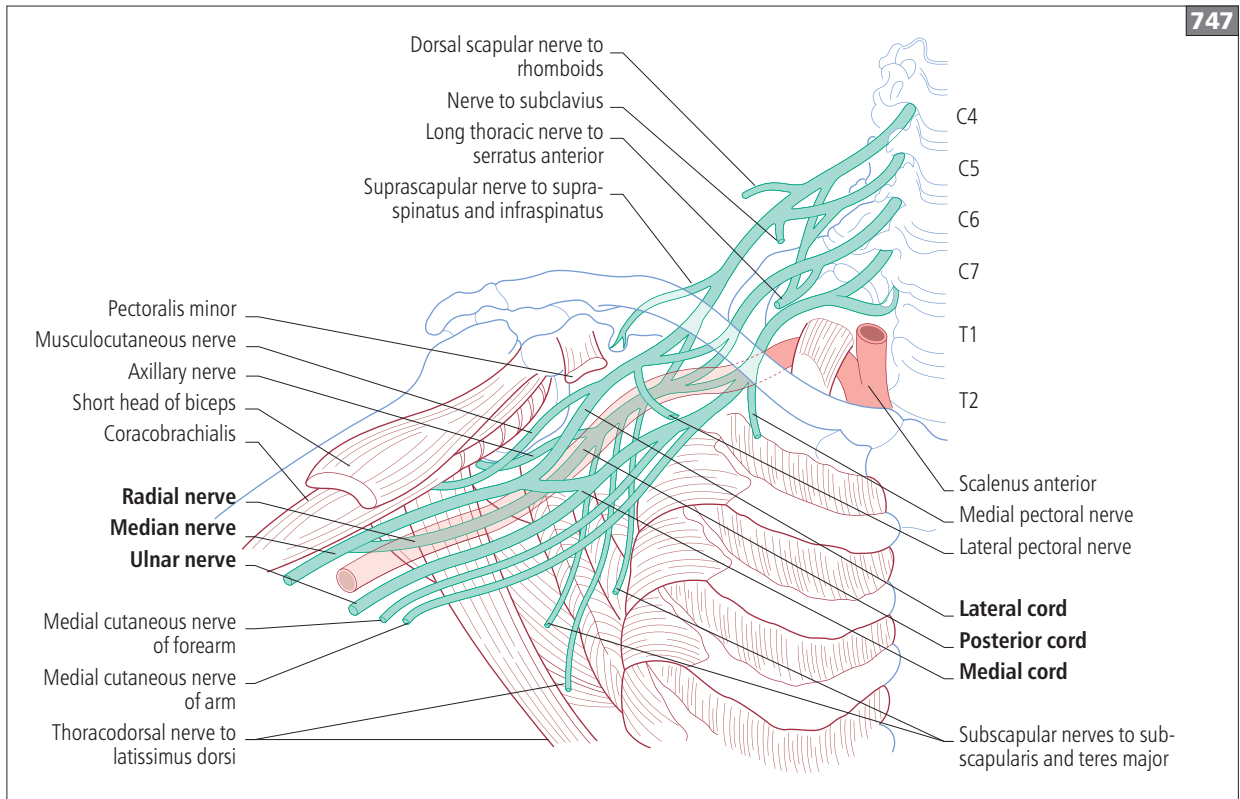 747
Dorsal scapular nerve to
rhomboids
Nerve to subclavius
Long thoracic nerve to
serratus anterior
Suprascapular nerve to supra-
spinatus and infraspinatus
C4
C5
C6
C7
T1
T2
Pectoralis minor
Musculocutaneous nerve
Axillary nerve
Short head of biceps
Coracobrachialis
Radial nerve
Median nerve
Ulnar nerve
Medial cutaneous nerve
of forearm
Medial cutaneous nerve
of arm
Thoracodorsal nerve to
latissimus dorsi
Scalenus anterior
Medial pectoral nerve
Lateral pectoral nerve
Lateral cord
Posterior cord
Medial cord
Subscapular nerves to sub-
scapularis and teres major